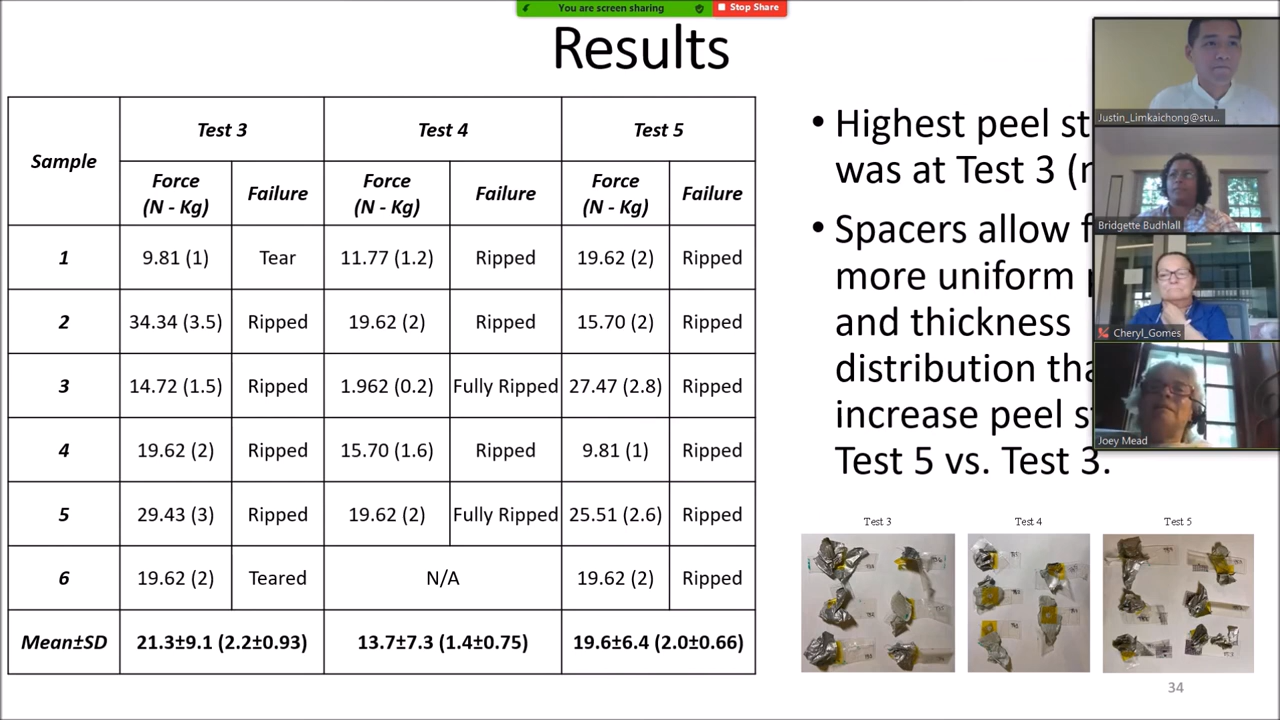 You are screen sharing
Stop Share
Results
Test 3 Test 4 Test 5
Sample
Force Failure Force Failure Force Failure
(N - Kg) (N - Kg) (N - Kg)
1 9.81 (1) Tear 11.77 (1.2) Ripped 19.62 (2) Ripped
2 34.34 (3.5) Ripped 19.62 (2) Ripped 15.70 (2) Ripped
3 14.72 (1.5) Ripped 1.962 (0.2) Fully Ripped 27.47 (2.8) Ripped
4 19.62 (2) Ripped 15.70 (1.6) Ripped 9.81 (1) Ripped
5 29.43 (3) Ripped 19.62 (2) Fully Ripped 25.51 (2.6) Ripped
6 19.62 (2) Teared N/A 19.62 (2) Ripped
Mean±SD 21.3±9.1 (2.2±0.93) 13.7±7.3 (1.4±0.75) 19.6±6.4 (2.0±0.66)
• Highest peel
was at Test 3
• Spacers allow
more uniform
and thickness
distribution
increase peel
Test 5 vs. Test 3.
Justin_Limkaichong@stu...
Bridgette Budhlall
Cheryl_Gomes
Joey Mead
Test 3 Test 4 Test 5
34